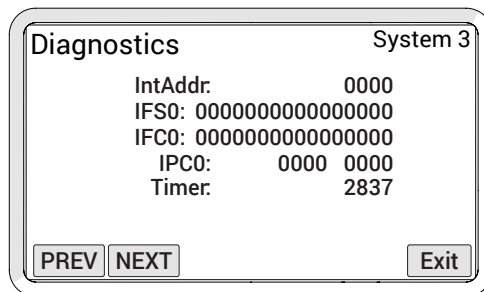 Diagnostics System 3
IntAddr: 0000
IFS0: 0000000000000000
IFC0: 0000000000000000
IPC0: 0000 0000
Timer: 2837
PREV NEXT Exit